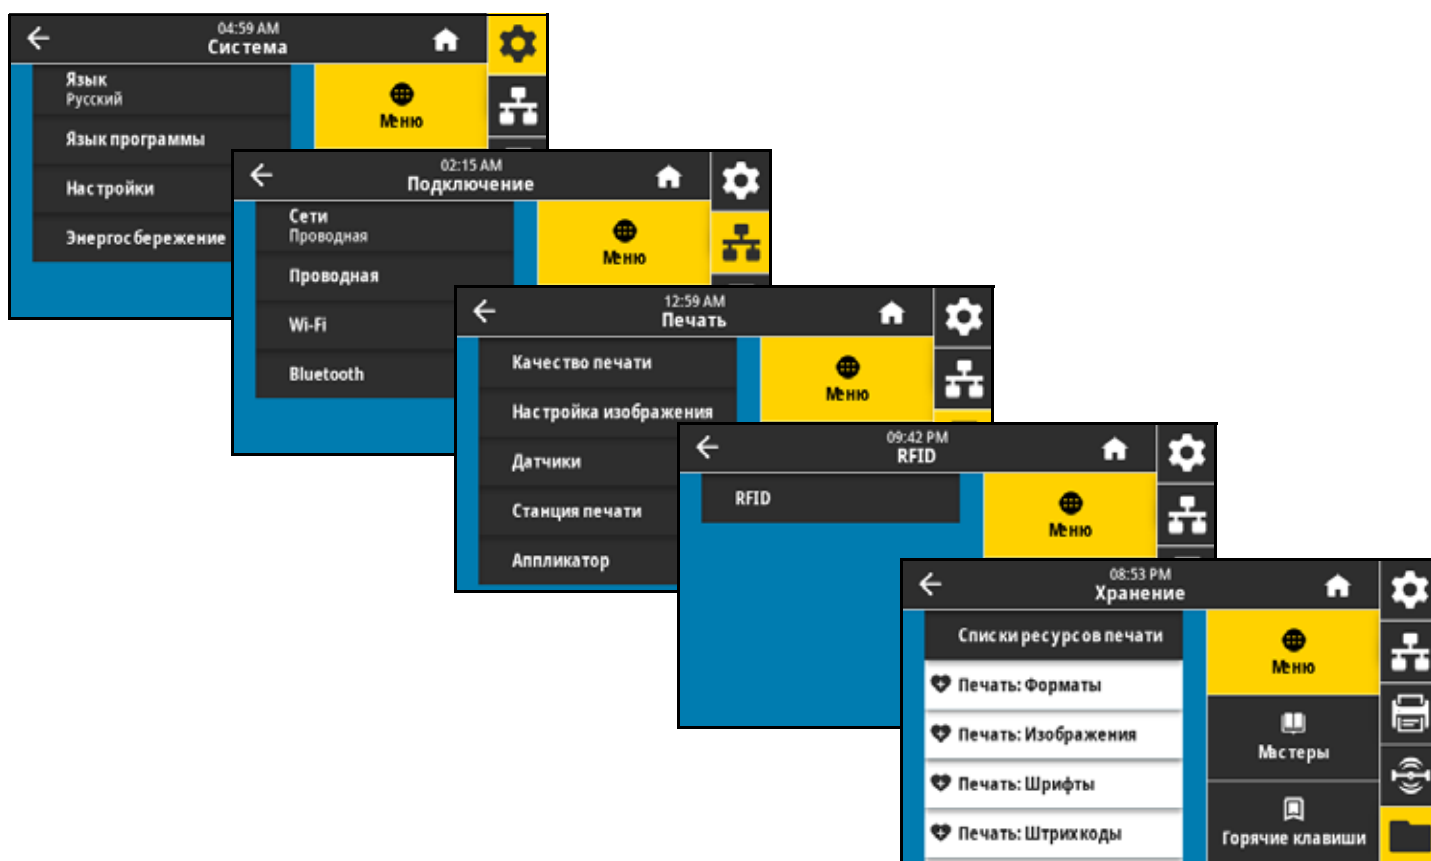 04:59 AM
Система
Язык
Русский
Язык программы
Настройки
Энергосбережение
Меню
02:15 AM
Подключение
Сети
Проводная
Проводная
Wi-Fi
Bluetooth
Меню
12:59 AM
Печать
Качество печати
Настройка изображения
Датчики
Станция печати
Аппликатор
Меню
09:42 PM
RFID
RFID
Меню
08:53 PM
Хранение
Списки ресурсов печати
Печать: Форматы
Печать: Изображения
Печать: Шрифты
Печать: Штрихкоды
Меню
Мастеры
Горячие клавиши